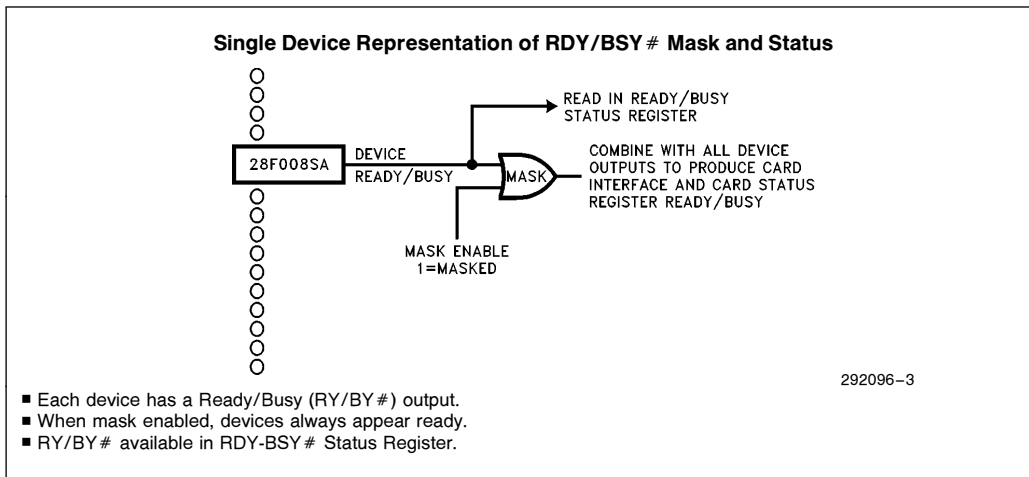 Single Device Representation of RDY/BSY# Mask and Status
READ IN READY/BUSY
STATUS REGISTER
28F008SA
DEVICE
READY/BUSY
MASK
COMBINE WITH ALL DEVICE
OUTPUTS TO PRODUCE CARD
INTERFACE AND CARD STATUS
REGISTER READY/BUSY
MASK ENABLE
1=MASKED
292096–3
■ Each device has a Ready/Busy (RY/BY#) output.
■ When mask enabled, devices always appear ready.
■ RY/BY# available in RDY-BSY# Status Register.